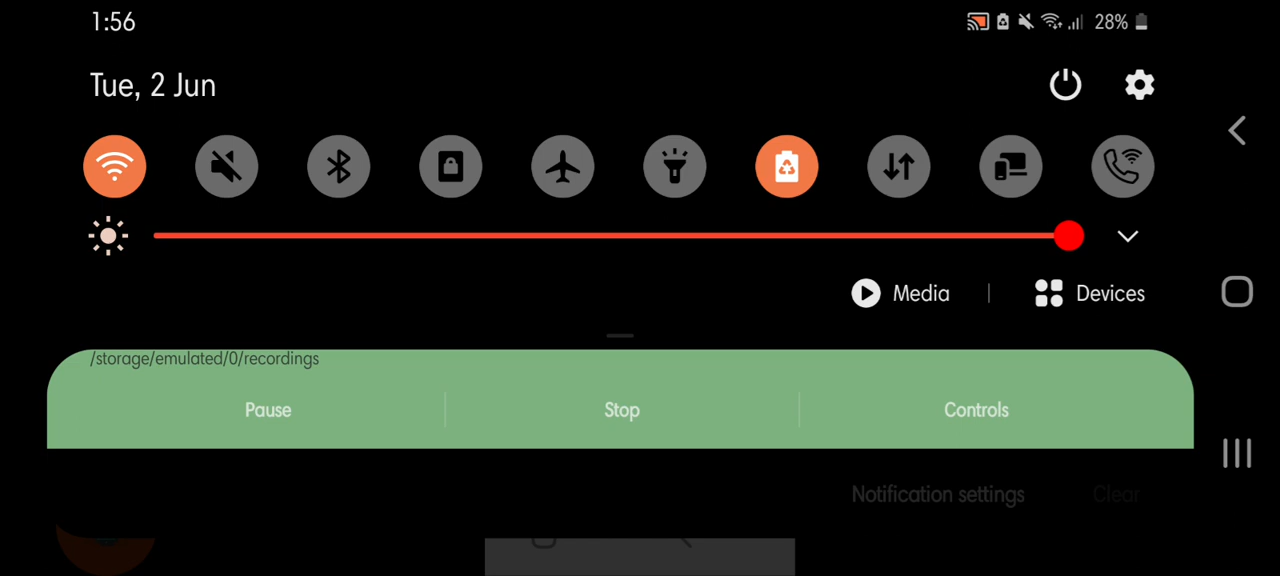 1:56
28%
Tue, 2 Jun
Media
Devices
/storage/emulated/0/recordings
Pause
Stop
Controls
Notification settings
Clear